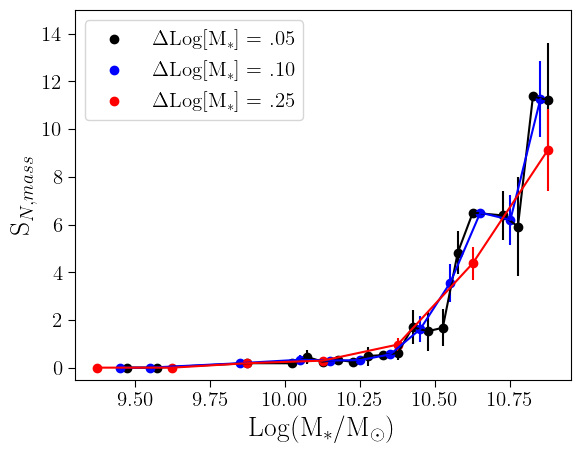 ΔLog[M*] = .05
ΔLog[M*] = .10
ΔLog[M*] = .25
14
12
10
8
6
4
2
0
S_{N,mass}
9.50 9.75 10.00 10.25 10.50 10.75
Log(M*/M⊙)